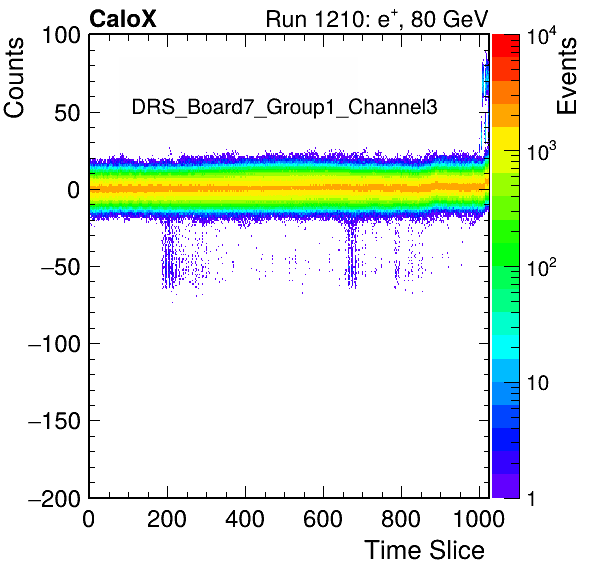 CaloX Run 1210: e⁺, 80 GeV
Counts
Events
DRS_Board7_Group1_Channel3
100
50
0
−50
−100
−150
−200
0 200 400 600 800 1000
Time Slice
10⁴
10³
10²
10
1